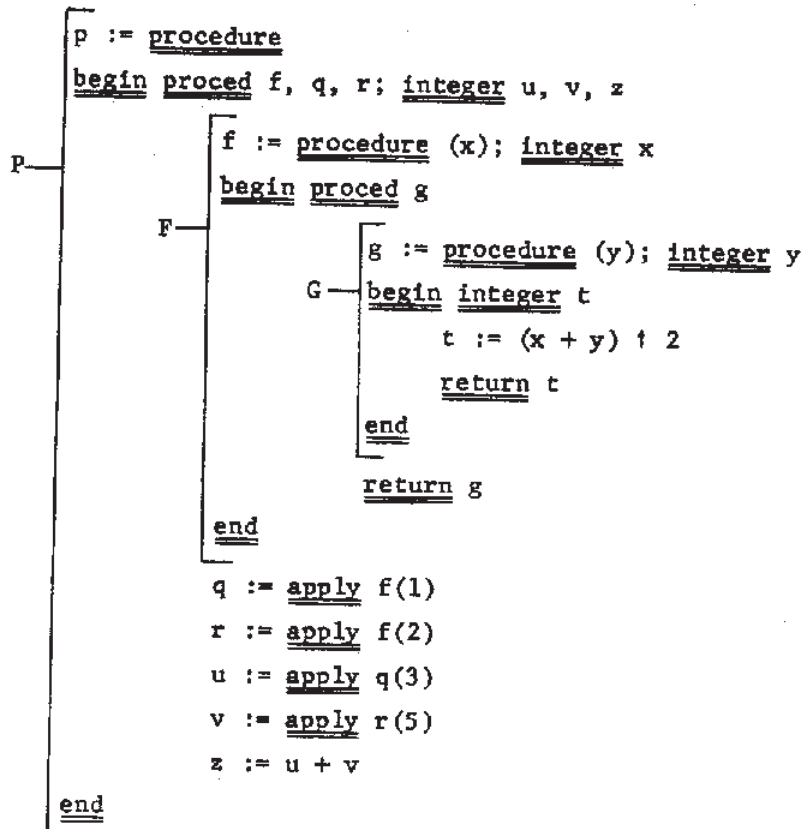 p := procedure
begin proced f, q, r; integer u, v, z
f := procedure (x); integer x
P
begin proced g
F
g := procedure (y); integer y
G
begin integer t
t := (x + y) ↑ 2
return t
end
return g
end
q := apply f(1)
r := apply f(2)
u := apply q(3)
v := apply r(5)
z := u + v
end